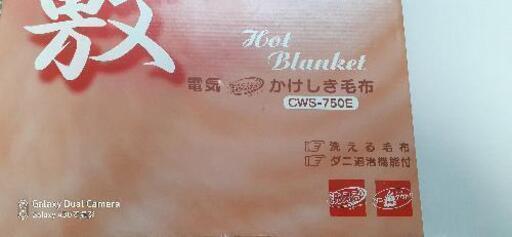 敷
Hot
Blanket
電気 かけしき毛布
CWS-750E
洗える毛布
ダニ退治機能付
Galaxy Dual Camera